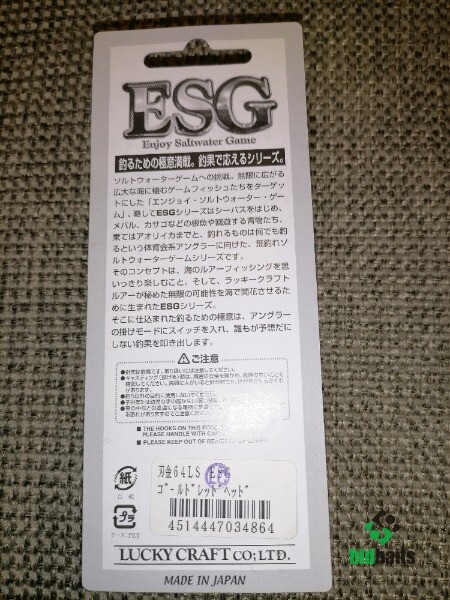 ESG
Enjoy Saltwater Game
釣るための極意満載。釣果で応えるシリーズ。
ソルトウォーターゲームへの挑戦。無限に広がる
広大な海に棲むゲームフィッシュたちをターゲッ
トにした「エンジョイ・ソルトウォーター・ゲー
ム」、略してESGシリーズはシーバスをはじめ、
メバル、カサゴなどの根魚や回遊する青物たち、
果てはアオリイカまでと、釣れるものは何でも釣
るという体育会系アングラーに向けた、荒釣れソ
ルトウォーターゲームシリーズです。
そのコンセプトは、海のルアーフィッシングを思
いっきり楽しむこと。そして、ラッキークラフト
ルアーが秘めた無限の可能性を海で開花させるた
めに生まれたESGシリーズ。
そこに仕込まれた釣るための極意は、アングラー
の掛けモードにスイッチを入れ、誰もが予想だに
しない釣果を叩き出します。
ご注意
THE HOOKS ON THIS
PLEASE HANDLE WITH
PLEASE KEEP OUT OF
紙
台紙
プラ
刃金64LS ESG
ゴールドレッドヘッド
4514447034864
LUCKY CRAFT CO;LTD.
MADE IN JAPAN
bulbaits